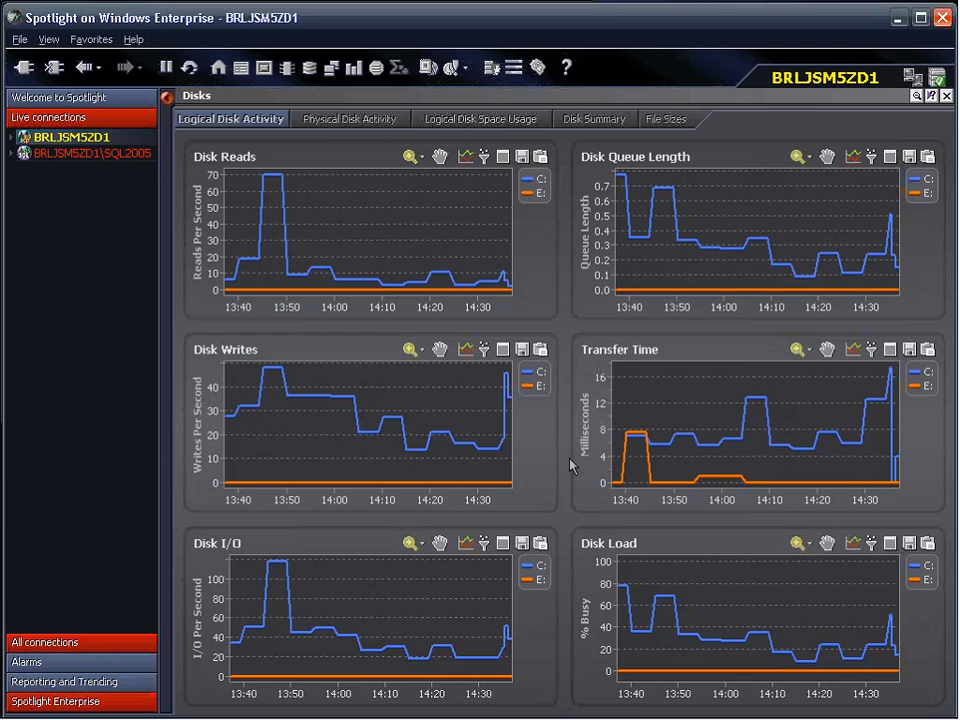 Spotlight on Windows Enterprise - BRLJSM5ZD1
File View Favorites Help
BRLJSM5ZD1
Welcome to Spotlight
Live connections
BRLJSM5ZD1
BRLJSM5ZD1\SQL2005
Disks
Logical Disk Activity Physical Disk Activity Logical Disk Space Usage Disk Summary File Sizes
Disk Reads
Reads Per Second
70
60
50
40
30
20
10
0
13:40 13:50 14:00 14:10 14:20 14:30
C:
E:
Disk Queue Length
Queue Length
0.7
0.6
0.5
0.4
0.3
0.2
0.1
0.0
13:40 13:50 14:00 14:10 14:20 14:30
C:
E:
Disk Writes
Writes Per Second
40
30
20
10
0
13:40 13:50 14:00 14:10 14:20 14:30
C:
E:
Transfer Time
Milliseconds
16
12
8
4
0
13:40 13:50 14:00 14:10 14:20 14:30
C:
E:
Disk I/O
I/O Per Second
100
80
60
40
20
0
13:40 13:50 14:00 14:10 14:20 14:30
C:
E:
Disk Load
% Busy
100
80
60
40
20
0
13:40 13:50 14:00 14:10 14:20 14:30
C:
E:
All connections
Alarms
Reporting and Trending
Spotlight Enterprise